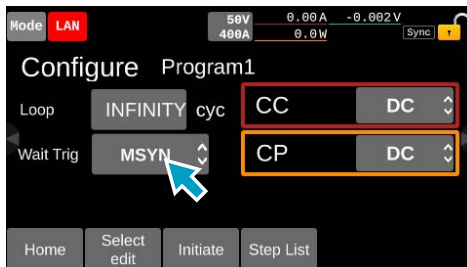 Mode LAN 50V 400A 0.00A 0.0W -0.002V Sync
Configure Program1
Loop INFINITY cyc CC DC
Wait Trig MSYN CP DC
Home Select edit Initiate Step List